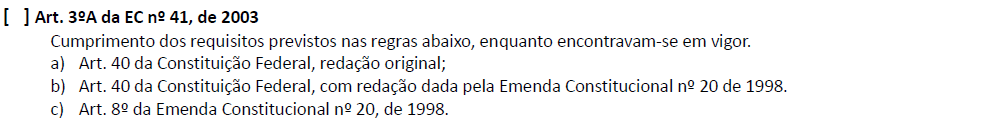 [   ] Art. 3ºA da EC nº 41, de 2003
Cumprimento dos requisitos previstos nas regras abaixo, enquanto encontravam-se em vigor.
a) Art. 40 da Constituição Federal, redação original;
b) Art. 40 da Constituição Federal, com redação dada pela Emenda Constitucional nº 20 de 1998.
c) Art. 8º da Emenda Constitucional nº 20, de 1998.